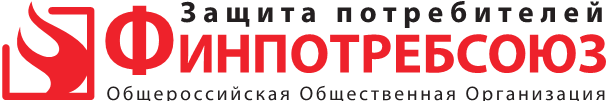 Защита потребителей
Финпотребсоюз
Общероссийская Общественная Организация